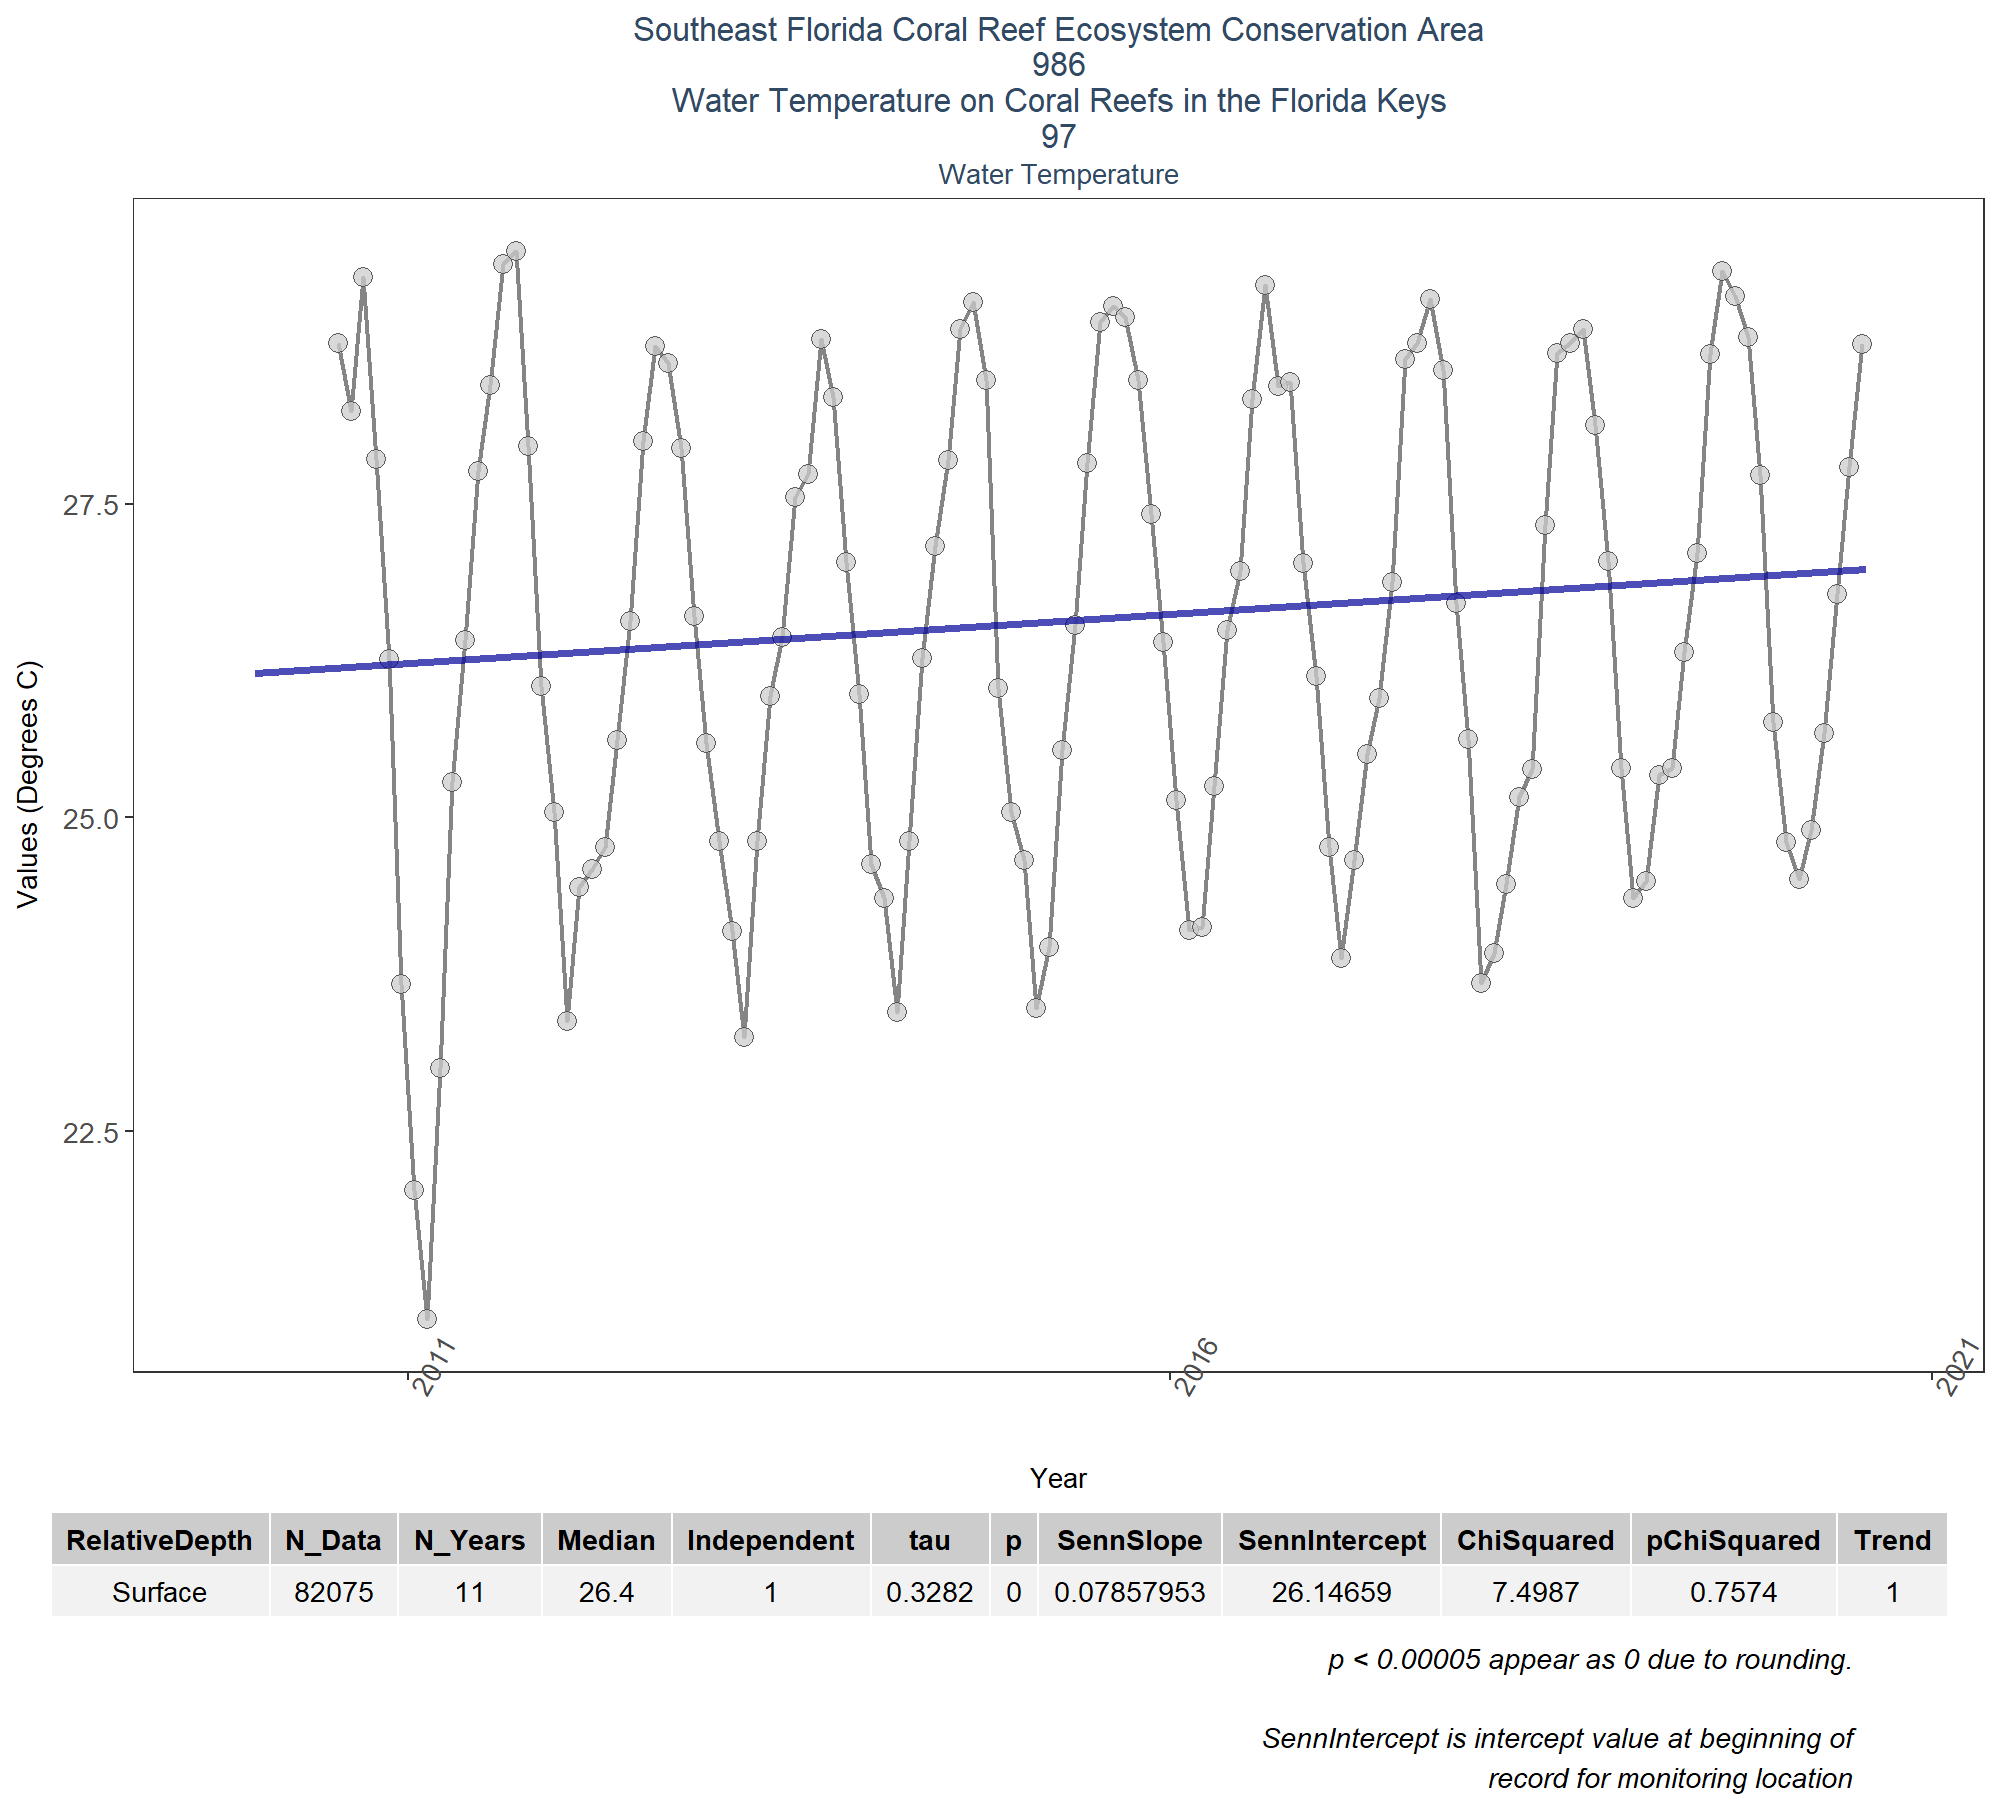 Southeast Florida Coral Reef Ecosystem Conservation Area
986
Water Temperature on Coral Reefs in the Florida Keys
97
Water Temperature
Values (Degrees C)
27.5
25.0
22.5
2011
2016
2021
Year
RelativeDepth N_Data N_Years Median Independent tau p SennSlope SennIntercept ChiSquared pChiSquared Trend
Surface 82075 11 26.4 1 0.3282 0 0.07857953 26.14659 7.4987 0.7574 1
p < 0.00005 appear as 0 due to rounding.
SennIntercept is intercept value at beginning of
record for monitoring location